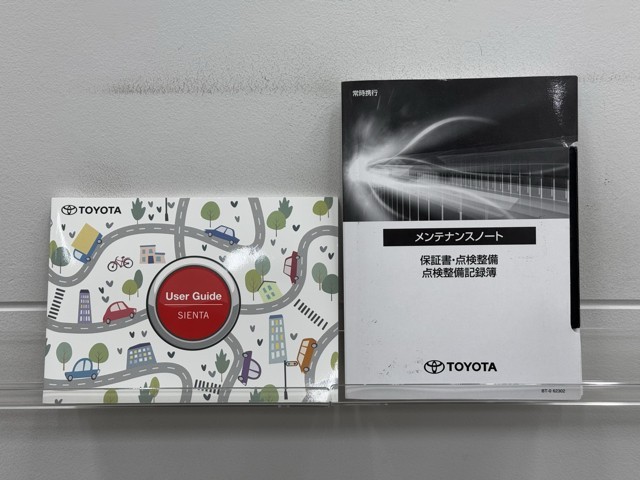 TOYOTA
User Guide
SIENTA
常時携行
メンテナンスノート
保証書・点検整備
点検整備記録簿
TOYOTA